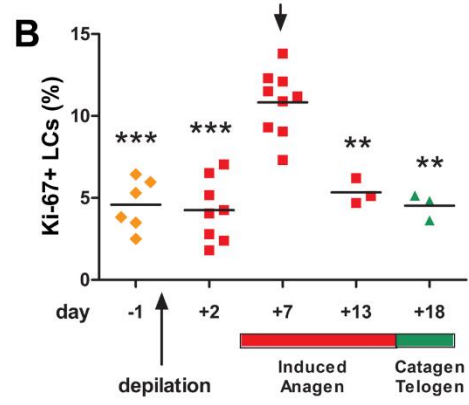 B
Ki-67+ LCs (%)
15
10
5
0
***
***
**
**
day
-1
+2
+7
+13
+18
depilation
Induced
Anagen
Catagen
Telogen